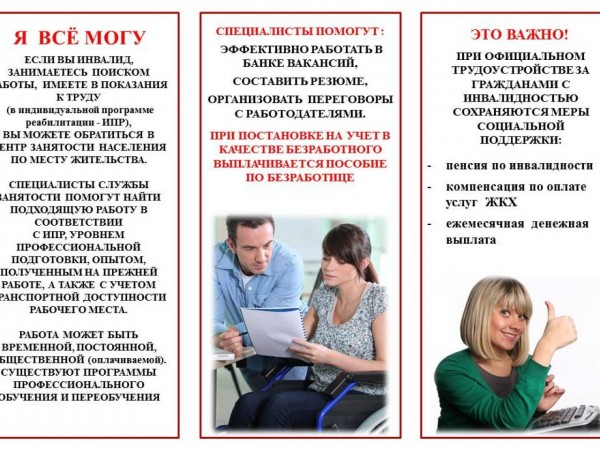 Я ВСЁ МОГУ
ЕСЛИ ВЫ ИНВАЛИД,
ЗАНИМАЕТЕСЬ ПОИСКОМ
АБОТЫ, ИМЕЕТЕ В ПОКАЗАНИЯ
К ТРУДУ
(в индивидуальной программе
реабилитации - ИПР),
ВЫ МОЖЕТЕ ОБРАТИТЬСЯ В
ЕНТР ЗАНЯТОСТИ НАСЕЛЕНИЯ
ПО МЕСТУ ЖИТЕЛЬСТВА.
СПЕЦИАЛИСТЫ СЛУЖБЫ
ЗАНЯТОСТИ ПОМОГУТ НАЙТИ
ПОДХОДЯЩУЮ РАБОТУ В
СООТВЕТСТВИИ
С ИПР, УРОВНЕМ
ПРОФЕССИОНАЛЬНОЙ
ПОДГОТОВКИ, ОПЫТОМ,
ПОЛУЧЕННЫМ НА ПРЕЖНЕЙ
РАБОТЕ, А ТАКЖЕ С УЧЕТОМ
РАНСПОРТНОЙ ДОСТУПНОСТИ
РАБОЧЕГО МЕСТА.
РАБОТА МОЖЕТ БЫТЬ
ВРЕМЕННОЙ, ПОСТОЯННОЙ,
БЩЕСТВЕННОЙ (оплачиваемой).
СУЩЕСТВУЮТ ПРОГРАММЫ
ПРОФЕССИОНАЛЬНОГО
ОБУЧЕНИЯ И ПЕРЕОБУЧЕНИЯ
СПЕЦИАЛИСТЫ ПОМОГУТ :
ЭФФЕКТИВНО РАБОТАТЬ В
БАНКЕ ВАКАНСИЙ,
СОСТАВИТЬ РЕЗЮМЕ,
ОРГАНИЗОВАТЬ ПЕРЕГОВОРЫ
С РАБОТОДАТЕЛЯМИ.
ПРИ ПОСТАНОВКЕ НА УЧЕТ В
КАЧЕСТВЕ БЕЗРАБОТНОГО
ВЫПЛАЧИВАЕТСЯ ПОСОБИЕ
ПО БЕЗРАБОТИЦЕ
ЭТО ВАЖНО!
ПРИ ОФИЦИАЛЬНОМ
ТРУДОУСТРОЙСТВЕ ЗА
ГРАЖДАНАМИ С
ИНВАЛИДНОСТЬЮ
СОХРАНЯЮТСЯ МЕРЫ
СОЦИАЛЬНОЙ
ПОДДЕРЖКИ:
- пенсия по инвалидности
- компенсация по оплате
услуг ЖКХ
- ежемесячная денежная
выплата